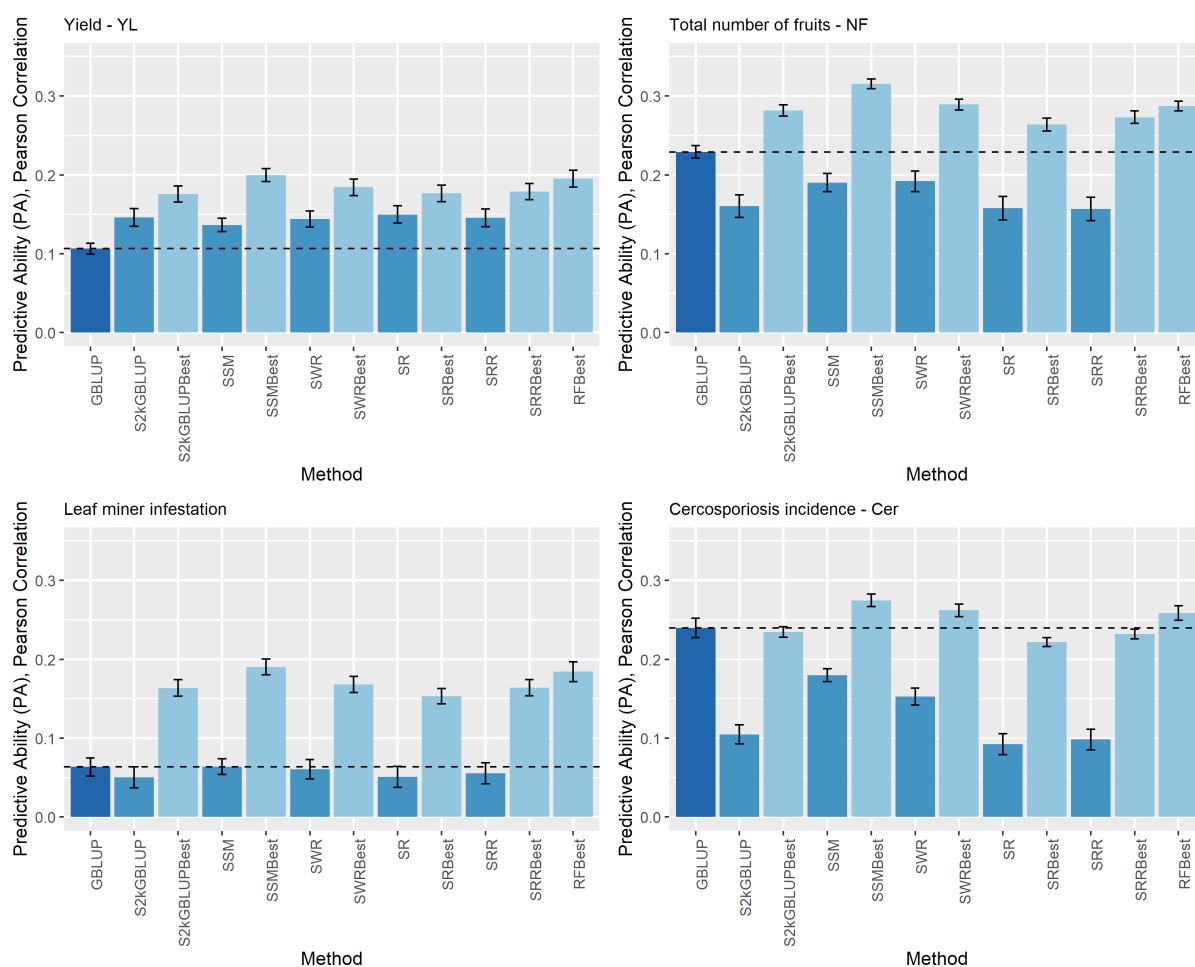 Yield - YL
Predictive Ability (PA), Pearson Correlation
0.3
0.2
0.1
0.0
GBLUP
S2kGBLUP
S2kGBLUPBest
SSM
SSMBest
SWR
SWRBest
SR
SRBest
SRR
SRRBest
RFBest
Method
Total number of fruits - NF
Predictive Ability (PA), Pearson Correlation
0.3
0.2
0.1
0.0
GBLUP
S2kGBLUP
S2kGBLUPBest
SSM
SSMBest
SWR
SWRBest
SR
SRBest
SRR
SRRBest
RFBest
Method
Leaf miner infestation
Predictive Ability (PA), Pearson Correlation
0.3
0.2
0.1
0.0
GBLUP
S2kGBLUP
S2kGBLUPBest
SSM
SSMBest
SWR
SWRBest
SR
SRBest
SRR
SRRBest
RFBest
Method
Cercosporiosis incidence - Cer
Predictive Ability (PA), Pearson Correlation
0.3
0.2
0.1
0.0
GBLUP
S2kGBLUP
S2kGBLUPBest
SSM
SSMBest
SWR
SWRBest
SR
SRBest
SRR
SRRBest
RFBest
Method